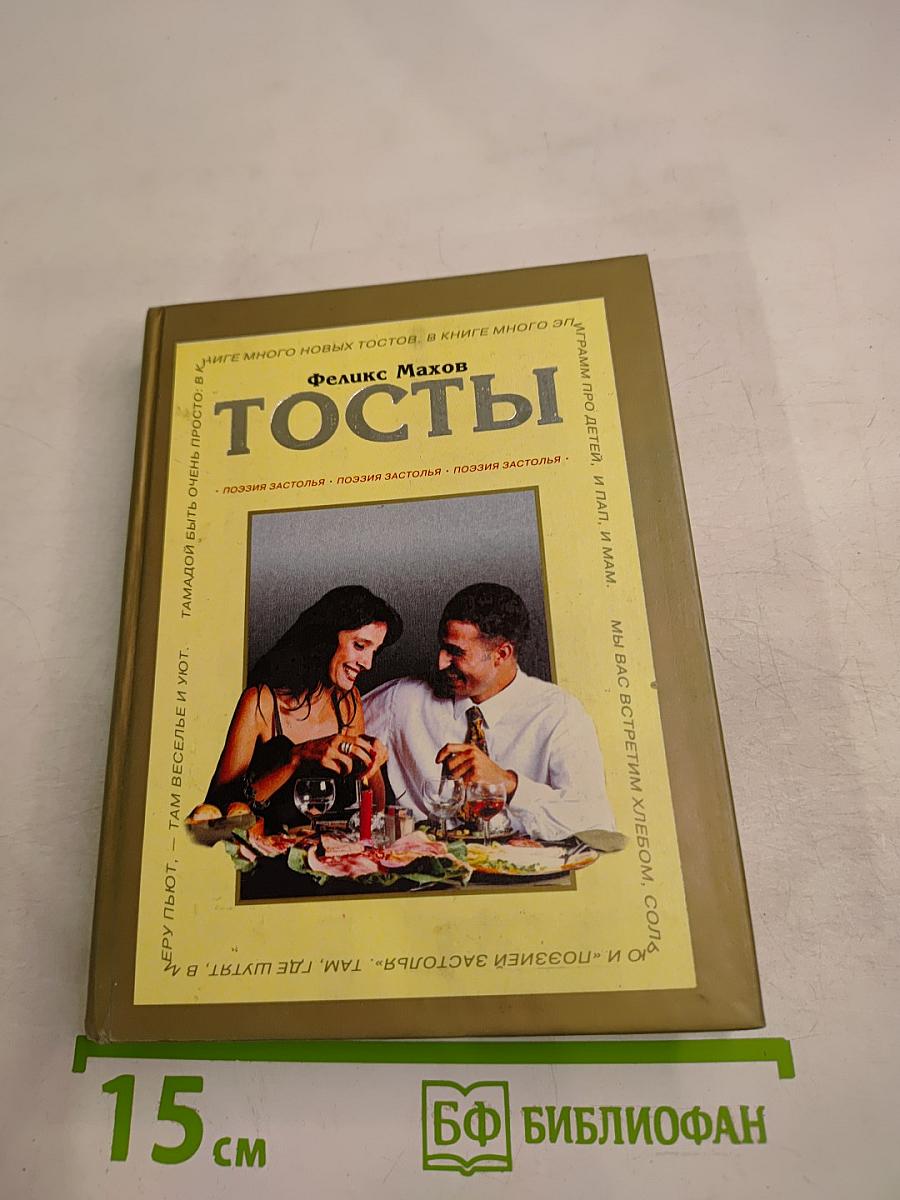 ТАМАДОЙ БЫТЬ ОЧЕНЬ ПРОСТО: В К
НИГЕ МНОГО НОВЫХ ТОСТОВ. В КНИГЕ МНОГО ЭП
ИГРАММ ПРО ДЕТЕЙ, И ПАП, И МАМ. МЫ ВАС ВСТРЕТИМ ХЛЕБОМ, СОЛЬ
Ю И «ПОЭЗИЕЙ ЗАСТОЛЬЯ». ТАМ, ГДЕ ШУТЯТ, В М
ЕРУ ПЬЮТ, – ТАМ ВЕСЕЛЬЕ И УЮТ.
Феликс Махов
ТОСТЫ
· ПОЭЗИЯ ЗАСТОЛЬЯ · ПОЭЗИЯ ЗАСТОЛЬЯ · ПОЭЗИЯ ЗАСТОЛЬЯ ·
15 см
БФ БИБЛИОФАН